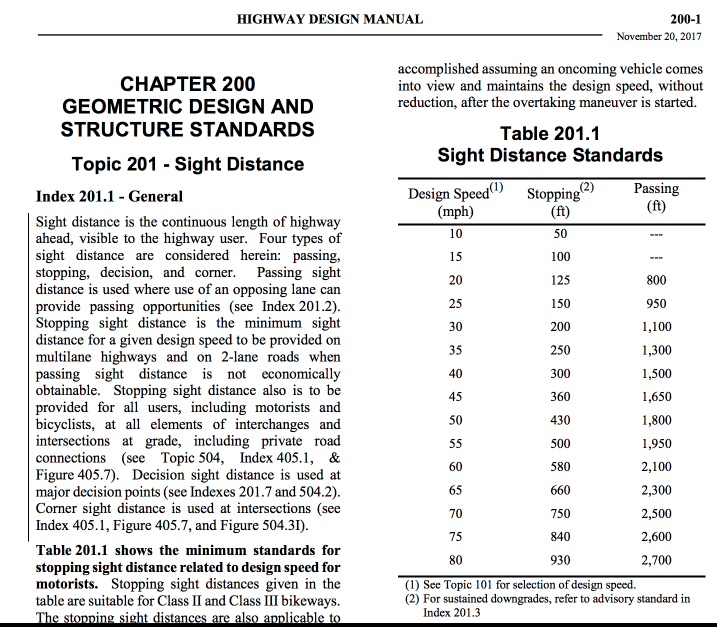 HIGHWAY DESIGN MANUAL 200-1
November 20, 2017
CHAPTER 200
GEOMETRIC DESIGN AND
STRUCTURE STANDARDS
Topic 201 - Sight Distance
Index 201.1 - General
Sight distance is the continuous length of highway
ahead, visible to the highway user. Four types of
sight distance are considered herein: passing,
stopping, decision, and corner. Passing sight
distance is used where use of an opposing lane can
provide passing opportunities (see Index 201.2).
Stopping sight distance is the minimum sight
distance for a given design speed to be provided on
multilane highways and on 2-lane roads when
passing sight distance is not economically
obtainable. Stopping sight distance also is to be
provided for all users, including motorists and
bicyclists, at all elements of interchanges and
intersections at grade, including private road
connections (see Topic 504, Index 405.1, &
Figure 405.7). Decision sight distance is used at
major decision points (see Indexes 201.7 and 504.2).
Corner sight distance is used at intersections (see
Index 405.1, Figure 405.7, and Figure 504.3I).
Table 201.1 shows the minimum standards for
stopping sight distance related to design speed for
motorists. Stopping sight distances given in the
table are suitable for Class II and Class III bikeways.
The stopping sight distances are also applicable to
accomplished assuming an oncoming vehicle comes
into view and maintains the design speed, without
reduction, after the overtaking maneuver is started.
Table 201.1
Sight Distance Standards
Design Speed(1) Stopping(2) Passing
(mph) (ft) (ft)
10 50 ---
15 100 ---
20 125 800
25 150 950
30 200 1,100
35 250 1,300
40 300 1,500
45 360 1,650
50 430 1,800
55 500 1,950
60 580 2,100
65 660 2,300
70 750 2,500
75 840 2,600
80 930 2,700
(1) See Topic 101 for selection of design speed.
(2) For sustained downgrades, refer to advisory standard in
Index 201.3